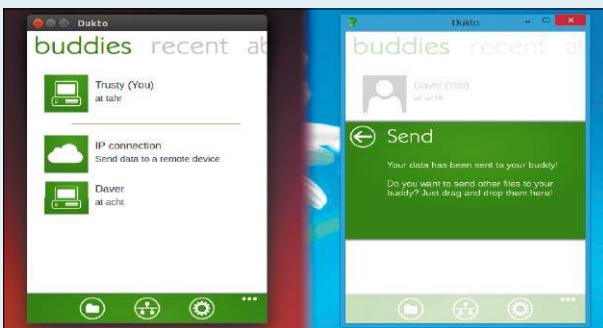 Dukto
buddies recent ab
Trusty (You)
at tahr
IP connection
Send data to a remote device
Daver
at acht
Dukto
buddies recent at
Daver (You)
at acht
Send
Your data has been sent to your buddy!
Do you want to send other files to your
buddy? Just drag and drop them here!